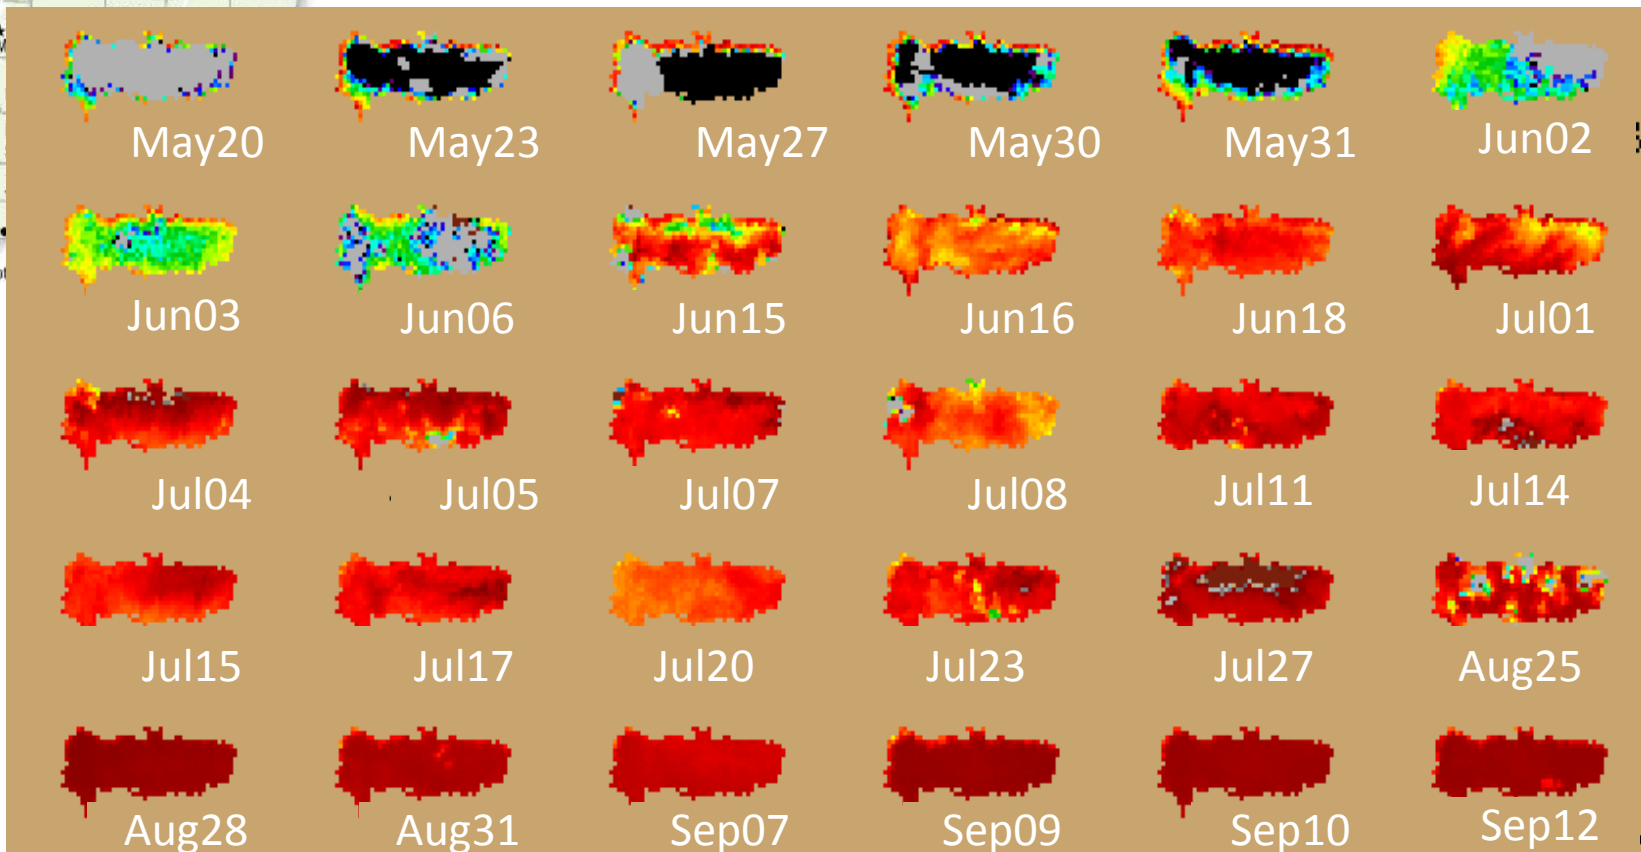 May20 May23 May27 May30 May31 Jun02
Jun03 Jun06 Jun15 Jun16 Jun18 Jul01
Jul04 Jul05 Jul07 Jul08 Jul11 Jul14
Jul15 Jul17 Jul20 Jul23 Jul27 Aug25
Aug28 Aug31 Sep07 Sep09 Sep10 Sep12